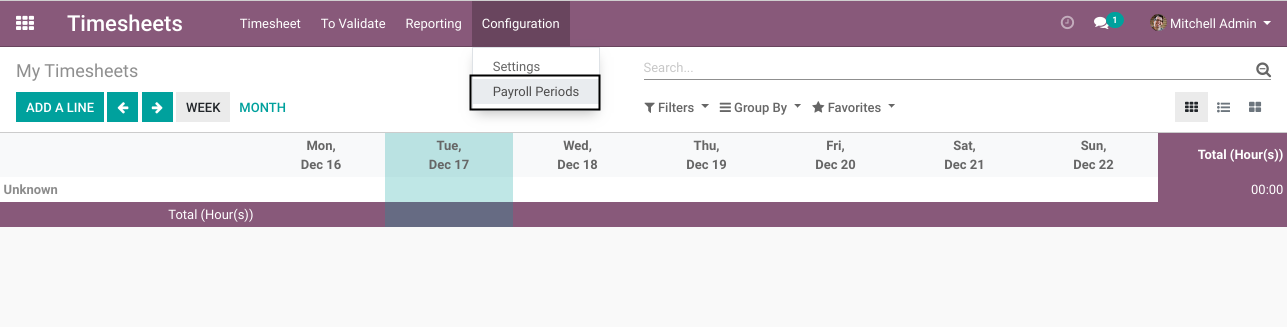 Timesheets Timesheet To Validate Reporting Configuration 1 Mitchell Admin
Settings
Payroll Periods
My Timesheets
Search...
ADD A LINE WEEK MONTH
Filters Group By Favorites
Mon, Tue, Wed, Thu, Fri, Sat, Sun,
Dec 16 Dec 17 Dec 18 Dec 19 Dec 20 Dec 21 Dec 22
Total (Hour(s))
Unknown 00:00
Total (Hour(s))